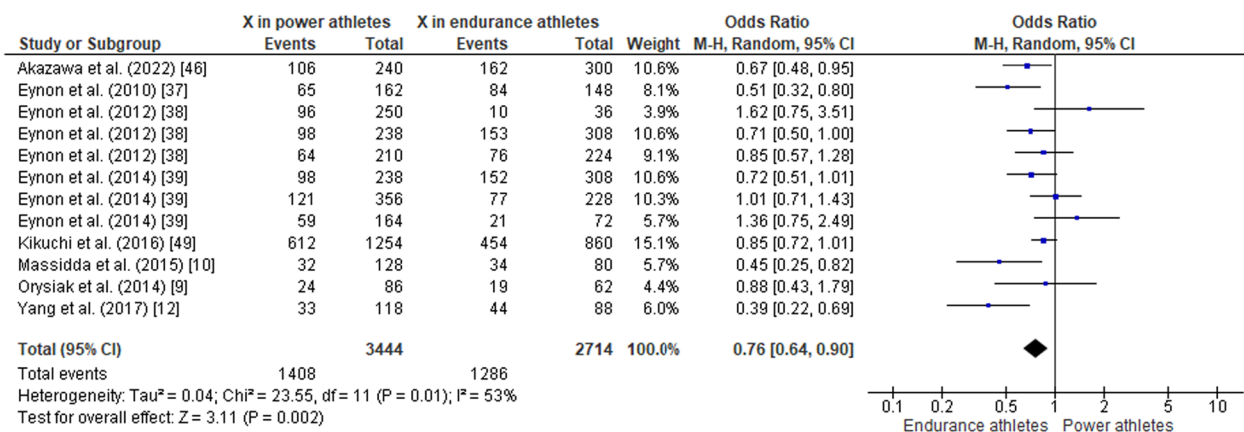 X in power athletes X in endurance athletes Odds Ratio Odds Ratio
Study or Subgroup Events Total Events Total Weight M-H, Random, 95% CI M-H, Random, 95% CI
Akazawa et al. (2022) [46] 106 240 162 300 10.6% 0.67 [0.48, 0.95]
Eynon et al. (2010) [37] 65 162 84 148 8.1% 0.51 [0.32, 0.80]
Eynon et al. (2012) [38] 96 250 10 36 3.9% 1.62 [0.75, 3.51]
Eynon et al. (2012) [38] 98 238 153 308 10.6% 0.71 [0.50, 1.00]
Eynon et al. (2012) [38] 64 210 76 224 9.1% 0.85 [0.57, 1.28]
Eynon et al. (2014) [39] 98 238 152 308 10.6% 0.72 [0.51, 1.01]
Eynon et al. (2014) [39] 121 356 77 228 10.3% 1.01 [0.71, 1.43]
Eynon et al. (2014) [39] 59 164 21 72 5.7% 1.36 [0.75, 2.49]
Kikuchi et al. (2016) [49] 612 1254 454 860 15.1% 0.85 [0.72, 1.01]
Massidda et al. (2015) [10] 32 128 34 80 5.7% 0.45 [0.25, 0.82]
Orysiak et al. (2014) [9] 24 86 19 62 4.4% 0.88 [0.43, 1.79]
Yang et al. (2017) [12] 33 118 44 88 6.0% 0.39 [0.22, 0.69]
Total (95% CI) 3444 2714 100.0% 0.76 [0.64, 0.90]
Total events 1408 1286
Heterogeneity: Tau² = 0.04; Chi² = 23.55, df = 11 (P = 0.01); I² = 53%
Test for overall effect: Z = 3.11 (P = 0.002)
0.1 0.2 0.5 1 2 5 10
Endurance athletes Power athletes